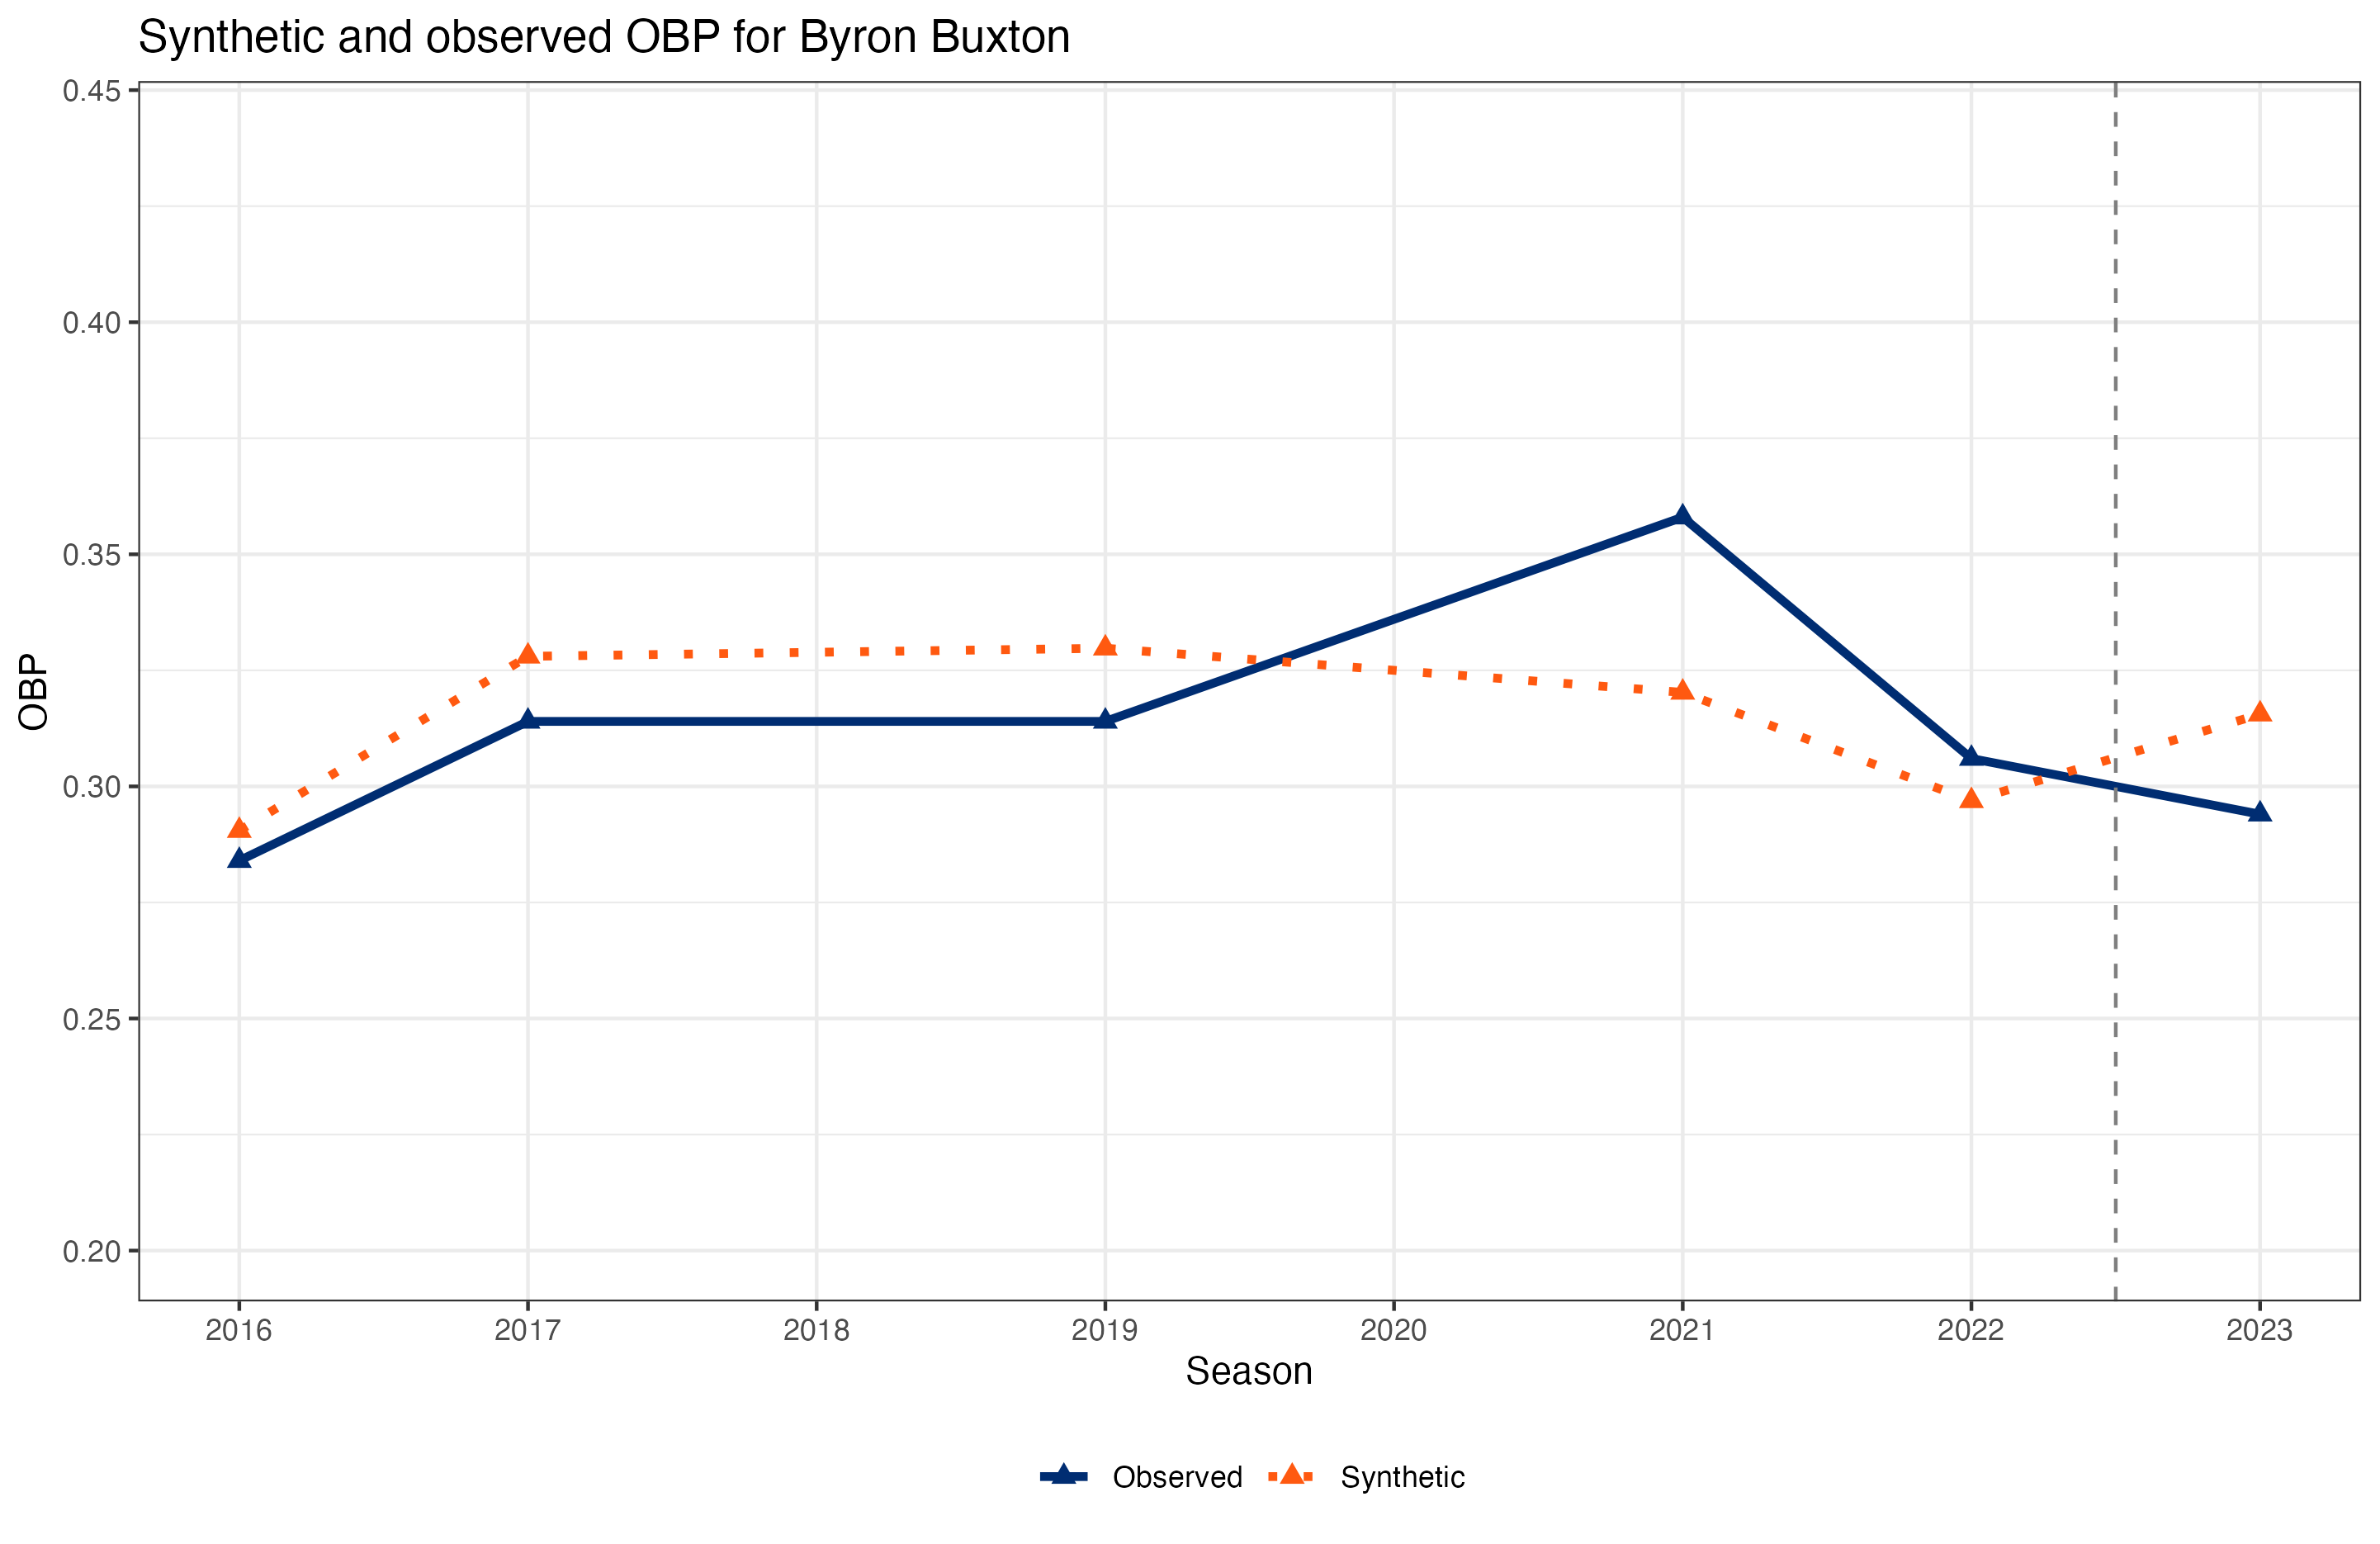 Synthetic and observed OBP for Byron Buxton
0.45
0.40
0.35
0.30
0.25
0.20
OBP
2016 2017 2018 2019 2020 2021 2022 2023
Season
Observed Synthetic